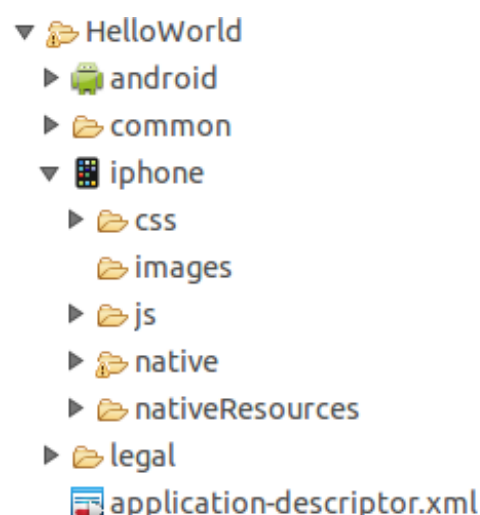 HelloWorld
android
common
iphone
css
images
js
native
nativeResources
legal
application-descriptor.xml